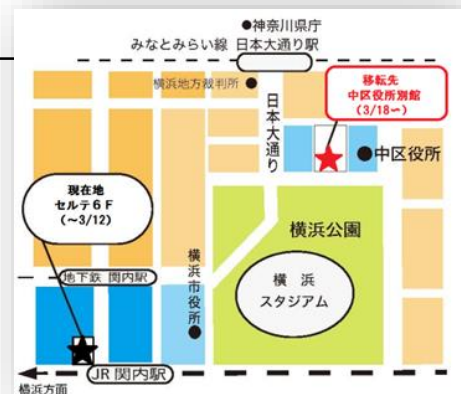 ●神奈川県庁
みなとみらい線 日本大通り駅
横浜地方裁判所 ●
移転先
中区役所別館
(3/18〜)
日本大通り
●中区役所
現在地
セルテ6F
(〜3/12)
横浜公園
地下鉄 関内駅
横浜市役所●
横浜
スタジアム
JR 関内駅
横浜方面